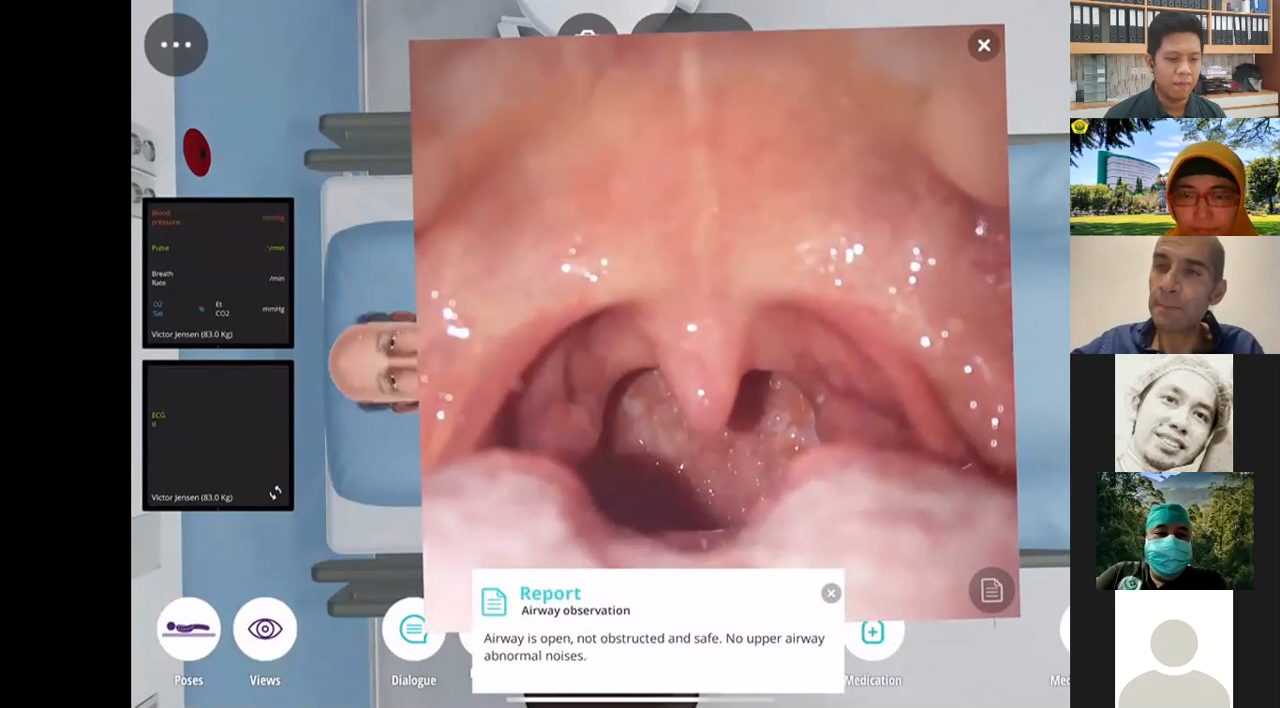 Blood
pressure mmHg
Pulse /min
Breath
Rate /min
O2
Sat %
Et
CO2 mmHg
Victor Jensen (83.0 Kg)
ECG
II
Victor Jensen (83.0 Kg)
Report
Airway observation
Airway is open, not obstructed and safe. No upper airway
abnormal noises.
Poses
Views
Dialogue
Medication